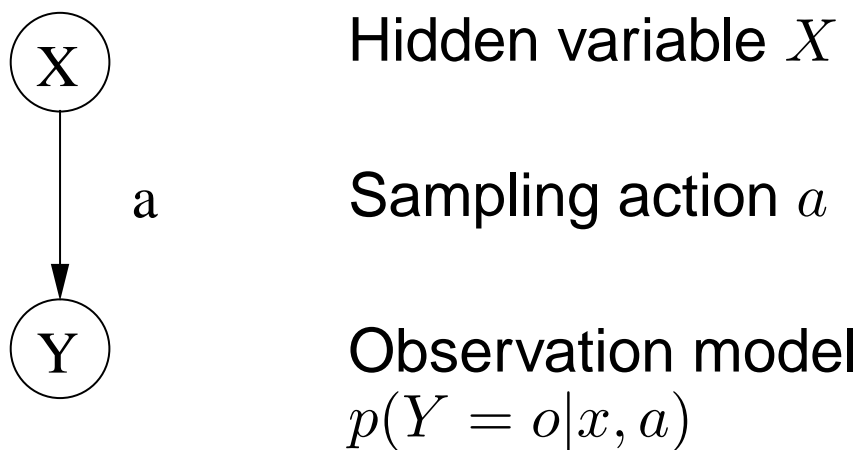 X Hidden variable X
a Sampling action a
Y Observation model
p(Y = o|x, a)